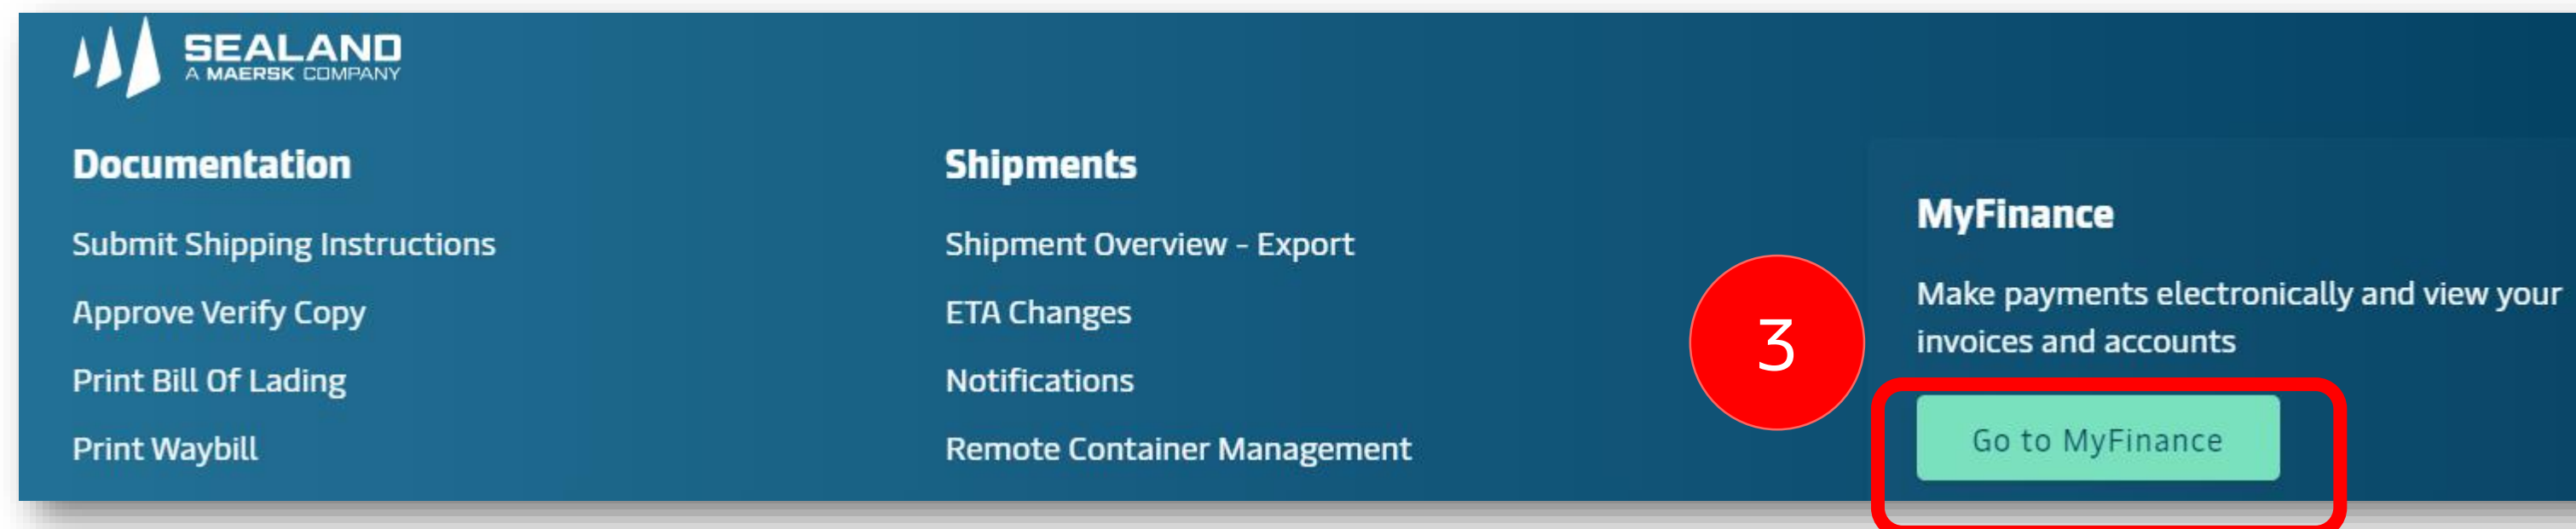 SEALAND
A MAERSK COMPANY
Documentation
Submit Shipping Instructions
Approve Verify Copy
Print Bill Of Lading
Print Waybill
Shipments
Shipment Overview - Export
ETA Changes
Notifications
Remote Container Management
3
MyFinance
Make payments electronically and view your
invoices and accounts
Go to MyFinance